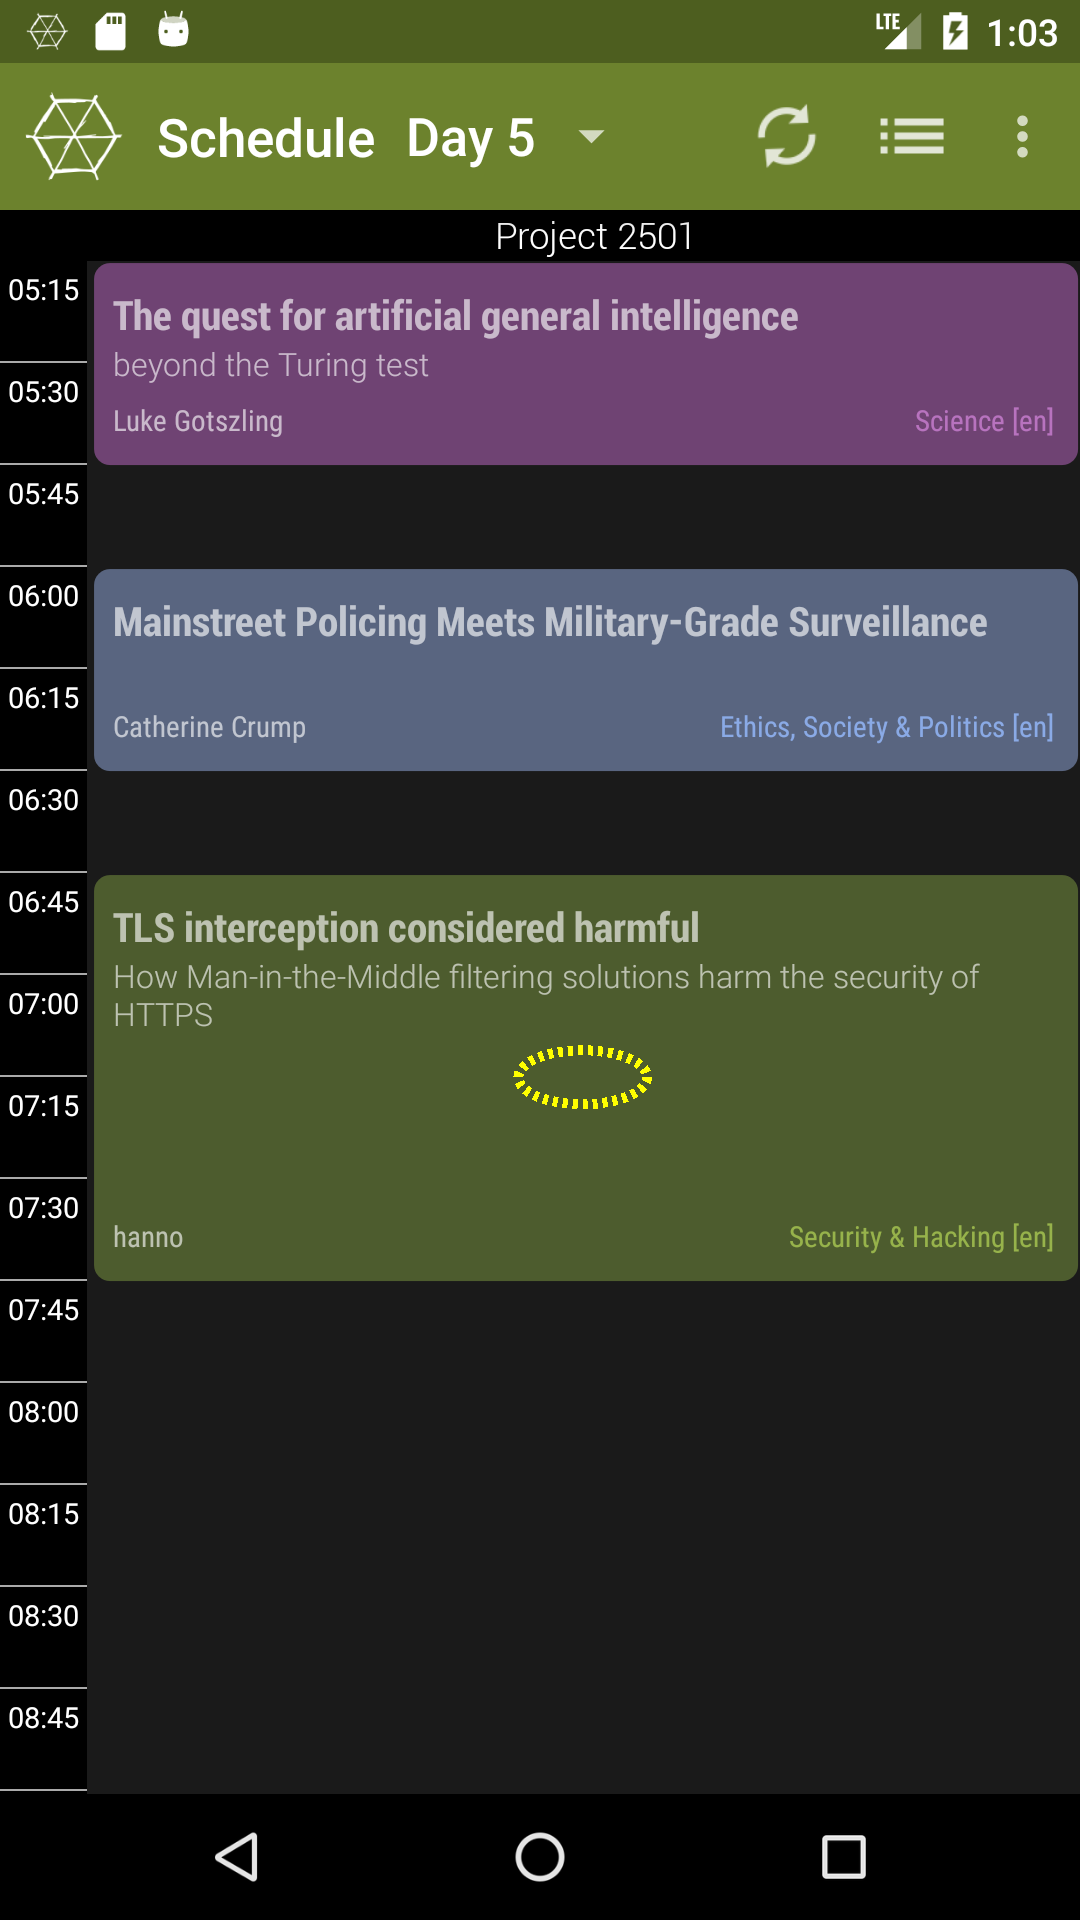 LTE 1:03
Schedule Day 5
Project 2501
05:15
The quest for artificial general intelligence
beyond the Turing test
05:30
Luke Gotszling Science [en]
05:45
06:00
Mainstreet Policing Meets Military-Grade Surveillance
06:15
Catherine Crump Ethics, Society & Politics [en]
06:30
06:45
TLS interception considered harmful
How Man-in-the-Middle filtering solutions harm the security of
07:00
HTTPS
07:15
07:30
hanno Security & Hacking [en]
07:45
08:00
08:15
08:30
08:45